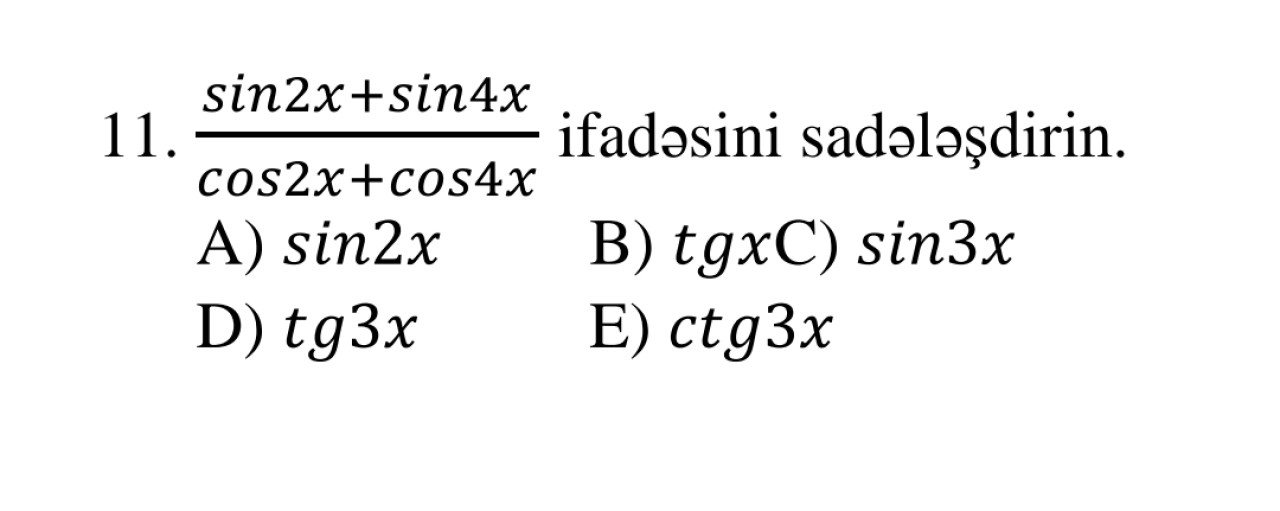 11. sin2x+sin4x/cos2x+cos4x ifadəsini sadələşdirin.
A) sin2x B) tgxC) sin3x
D) tg3x E) ctg3x